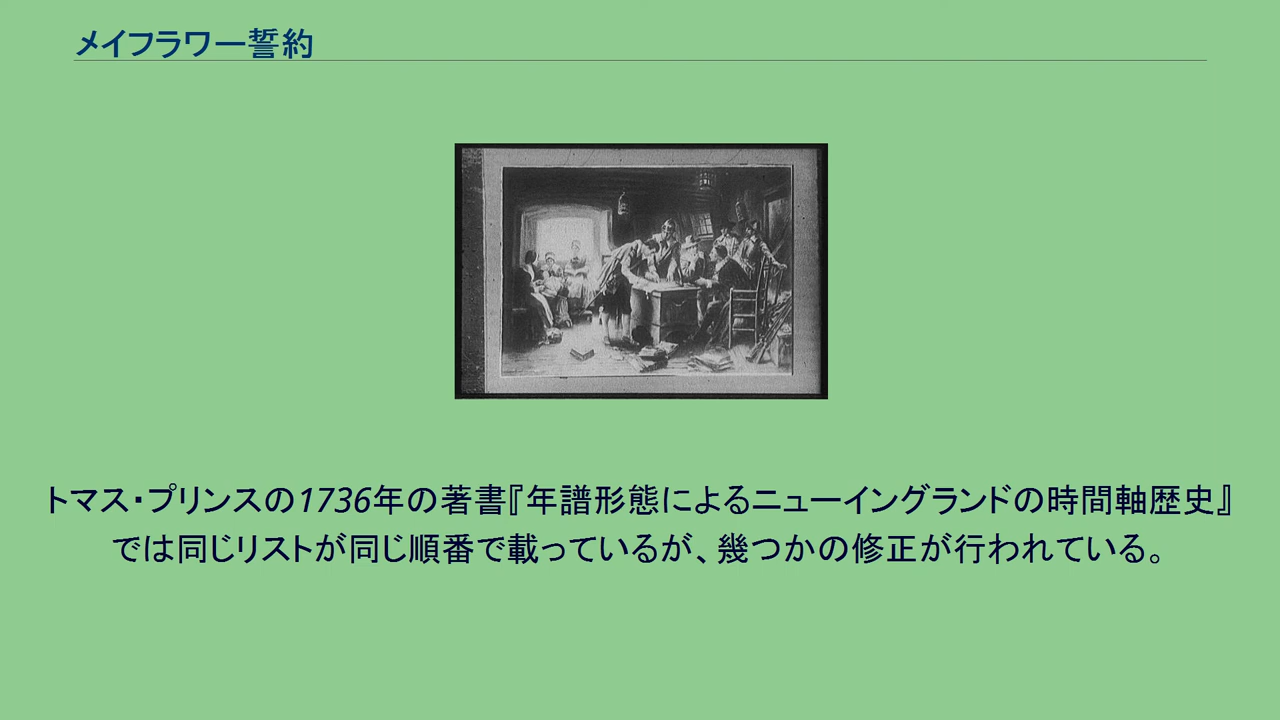 メイフラワー誓約
トマス・プリンスの1736年の著書『年譜形態によるニューイングランドの時間軸歴史』
では同じリストが同じ順番で載っているが、幾つかの修正が行われている。